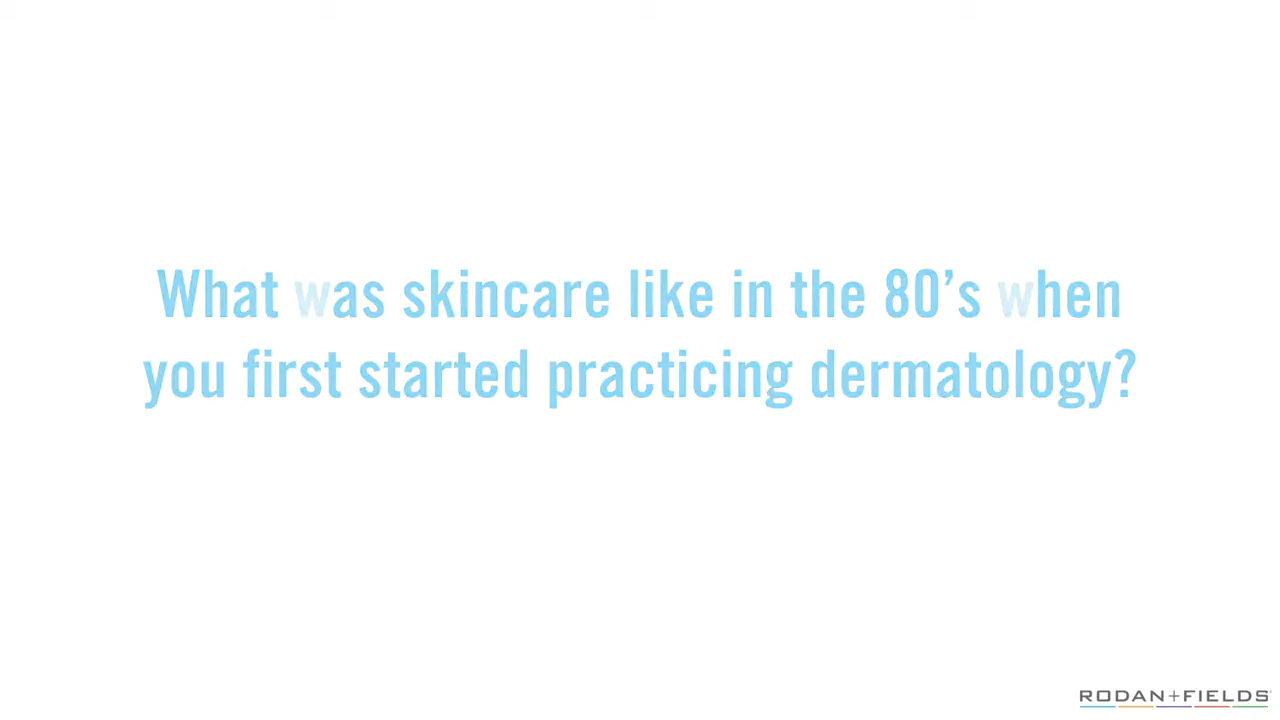 What was skincare like in the 80’s when
you first started practicing dermatology?
RODAN+FIELDS